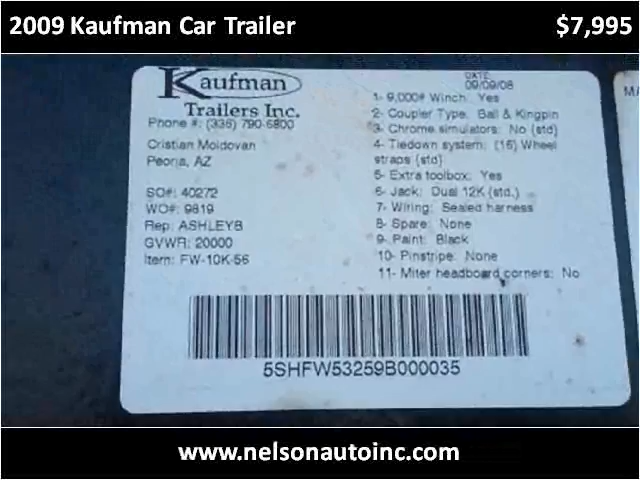 2009 Kaufman Car Trailer $7,995
Kaufman
Trailers Inc.
Phone #: (336) 790-6800
Cristian Moldovan
Peoria, AZ
SO#: 40272
WO#: 9819
Rep: ASHLEYB
GVWR: 20000
Item: FW-10K-56
DATE
09/09/08
1- 9,000# Winch: Yes
2- Coupler Type: Ball & Kingpin
3- Chrome simulators: No (std)
4- Tiedown system: (16) Wheel
straps (std)
5- Extra toolbox: Yes
6- Jack: Dual 12K (std.)
7- Wiring: Sealed harness
8- Spare: None
9- Paint: Black
10- Pinstripe: None
11- Miter headboard corners: No
MA
5SHFW53259B000035
www.nelsonautoinc.com